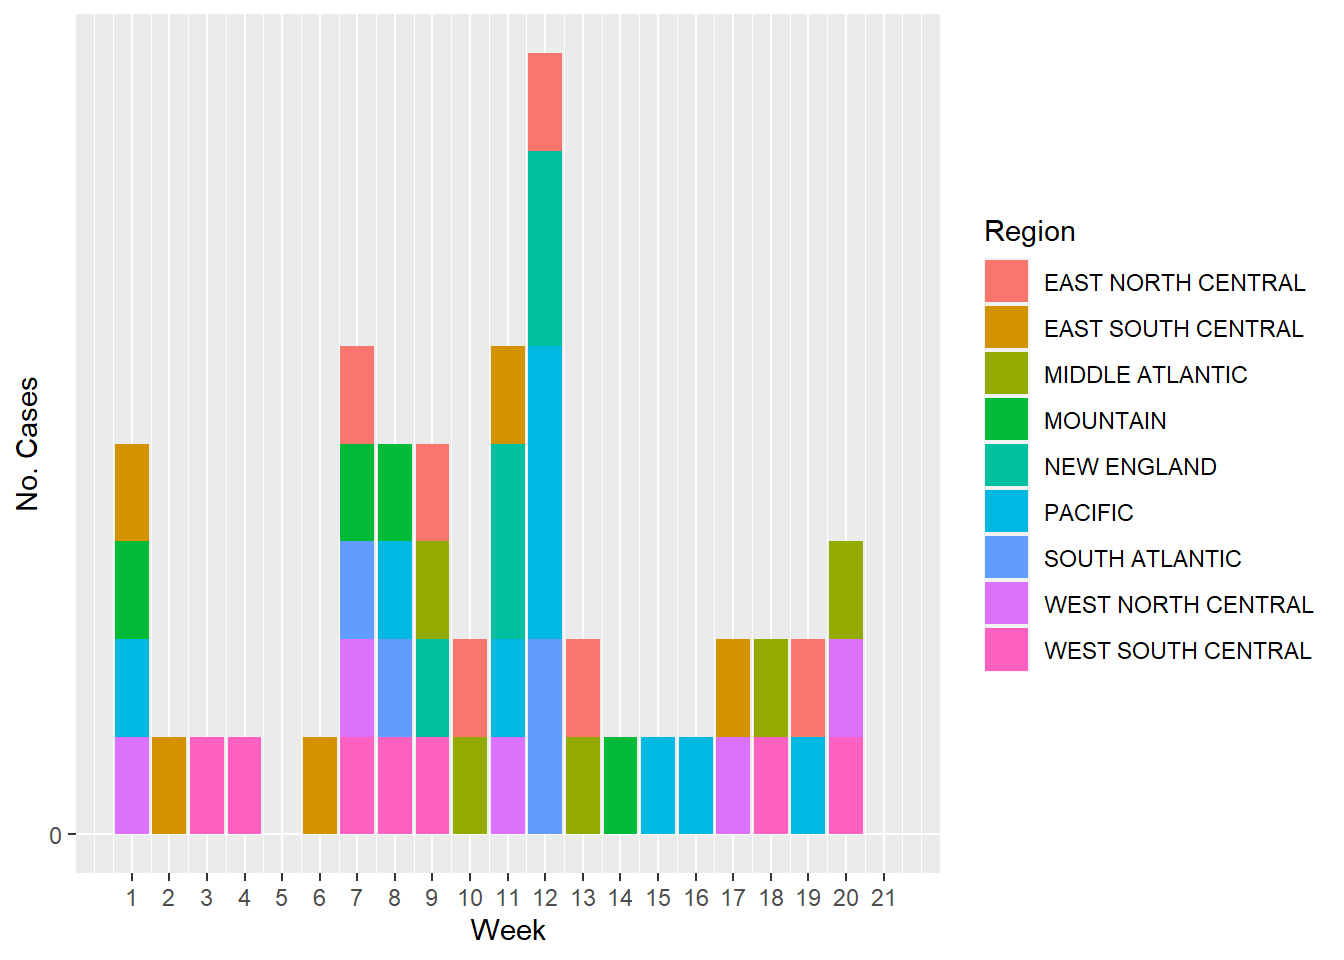 No. Cases
0
1 2 3 4 5 6 7 8 9 10 11 12 13 14 15 16 17 18 19 20 21
Week
Region
EAST NORTH CENTRAL
EAST SOUTH CENTRAL
MIDDLE ATLANTIC
MOUNTAIN
NEW ENGLAND
PACIFIC
SOUTH ATLANTIC
WEST NORTH CENTRAL
WEST SOUTH CENTRAL